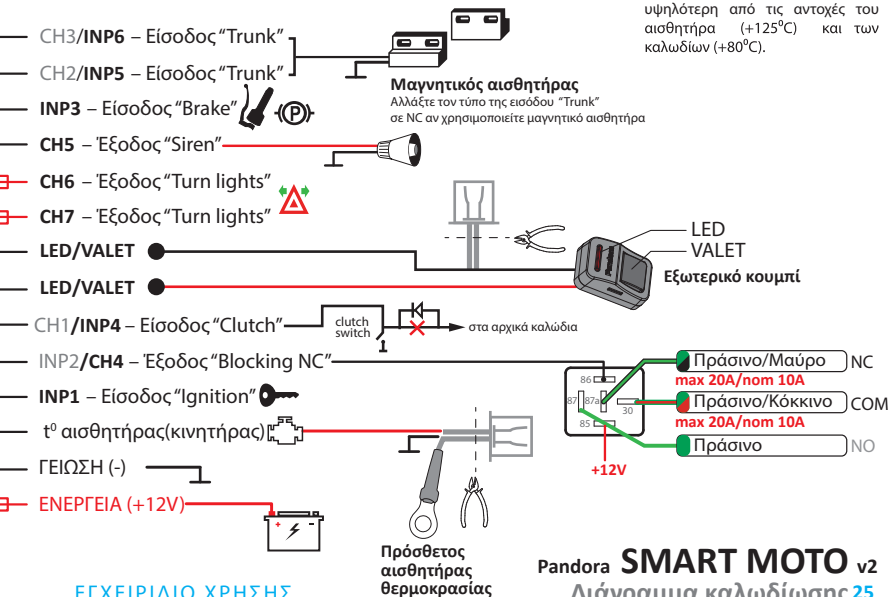 υψηλότερη από τις αντοχές του
αισθητήρα (+125⁰C) και των
καλωδίων (+80⁰C).
CH3/INP6 – Είσοδος “Trunk”
CH2/INP5 – Είσοδος “Trunk”
Μαγνητικός αισθητήρας
Αλλάξτε τον τύπο της εισόδου “Trunk”
σε NC αν χρησιμοποιείτε μαγνητικό αισθητήρα
INP3 – Είσοδος “Brake”
(P)
CH5 – Έξοδος “Siren”
CH6 – Έξοδος “Turn lights”
CH7 – Έξοδος “Turn lights”
LED/VALET
LED/VALET
LED
VALET
Εξωτερικό κουμπί
CH1/INP4 – Είσοδος “Clutch”
clutch
switch
στα αρχικά καλώδια
INP2/CH4 – Έξοδος “Blocking NC”
86
87
87a
30
85
+12V
Πράσινο/Μαύρο NC
max 20A/nom 10A
Πράσινο/Κόκκινο COM
max 20A/nom 10A
Πράσινο NO
INP1 – Είσοδος “Ignition”
t⁰ αισθητήρας(κινητήρας)
ΓΕΙΩΣΗ (-)
ΕΝΕΡΓΕΙΑ (+12V)
+ -
Πρόσθετος
αισθητήρας
θερμοκρασίας
Pandora SMART MOTO v2
Διάγραμμα καλωδίωσης 25
ΕΓΧΕΙΡΙΔΙΟ ΧΡΗΣΗΣ